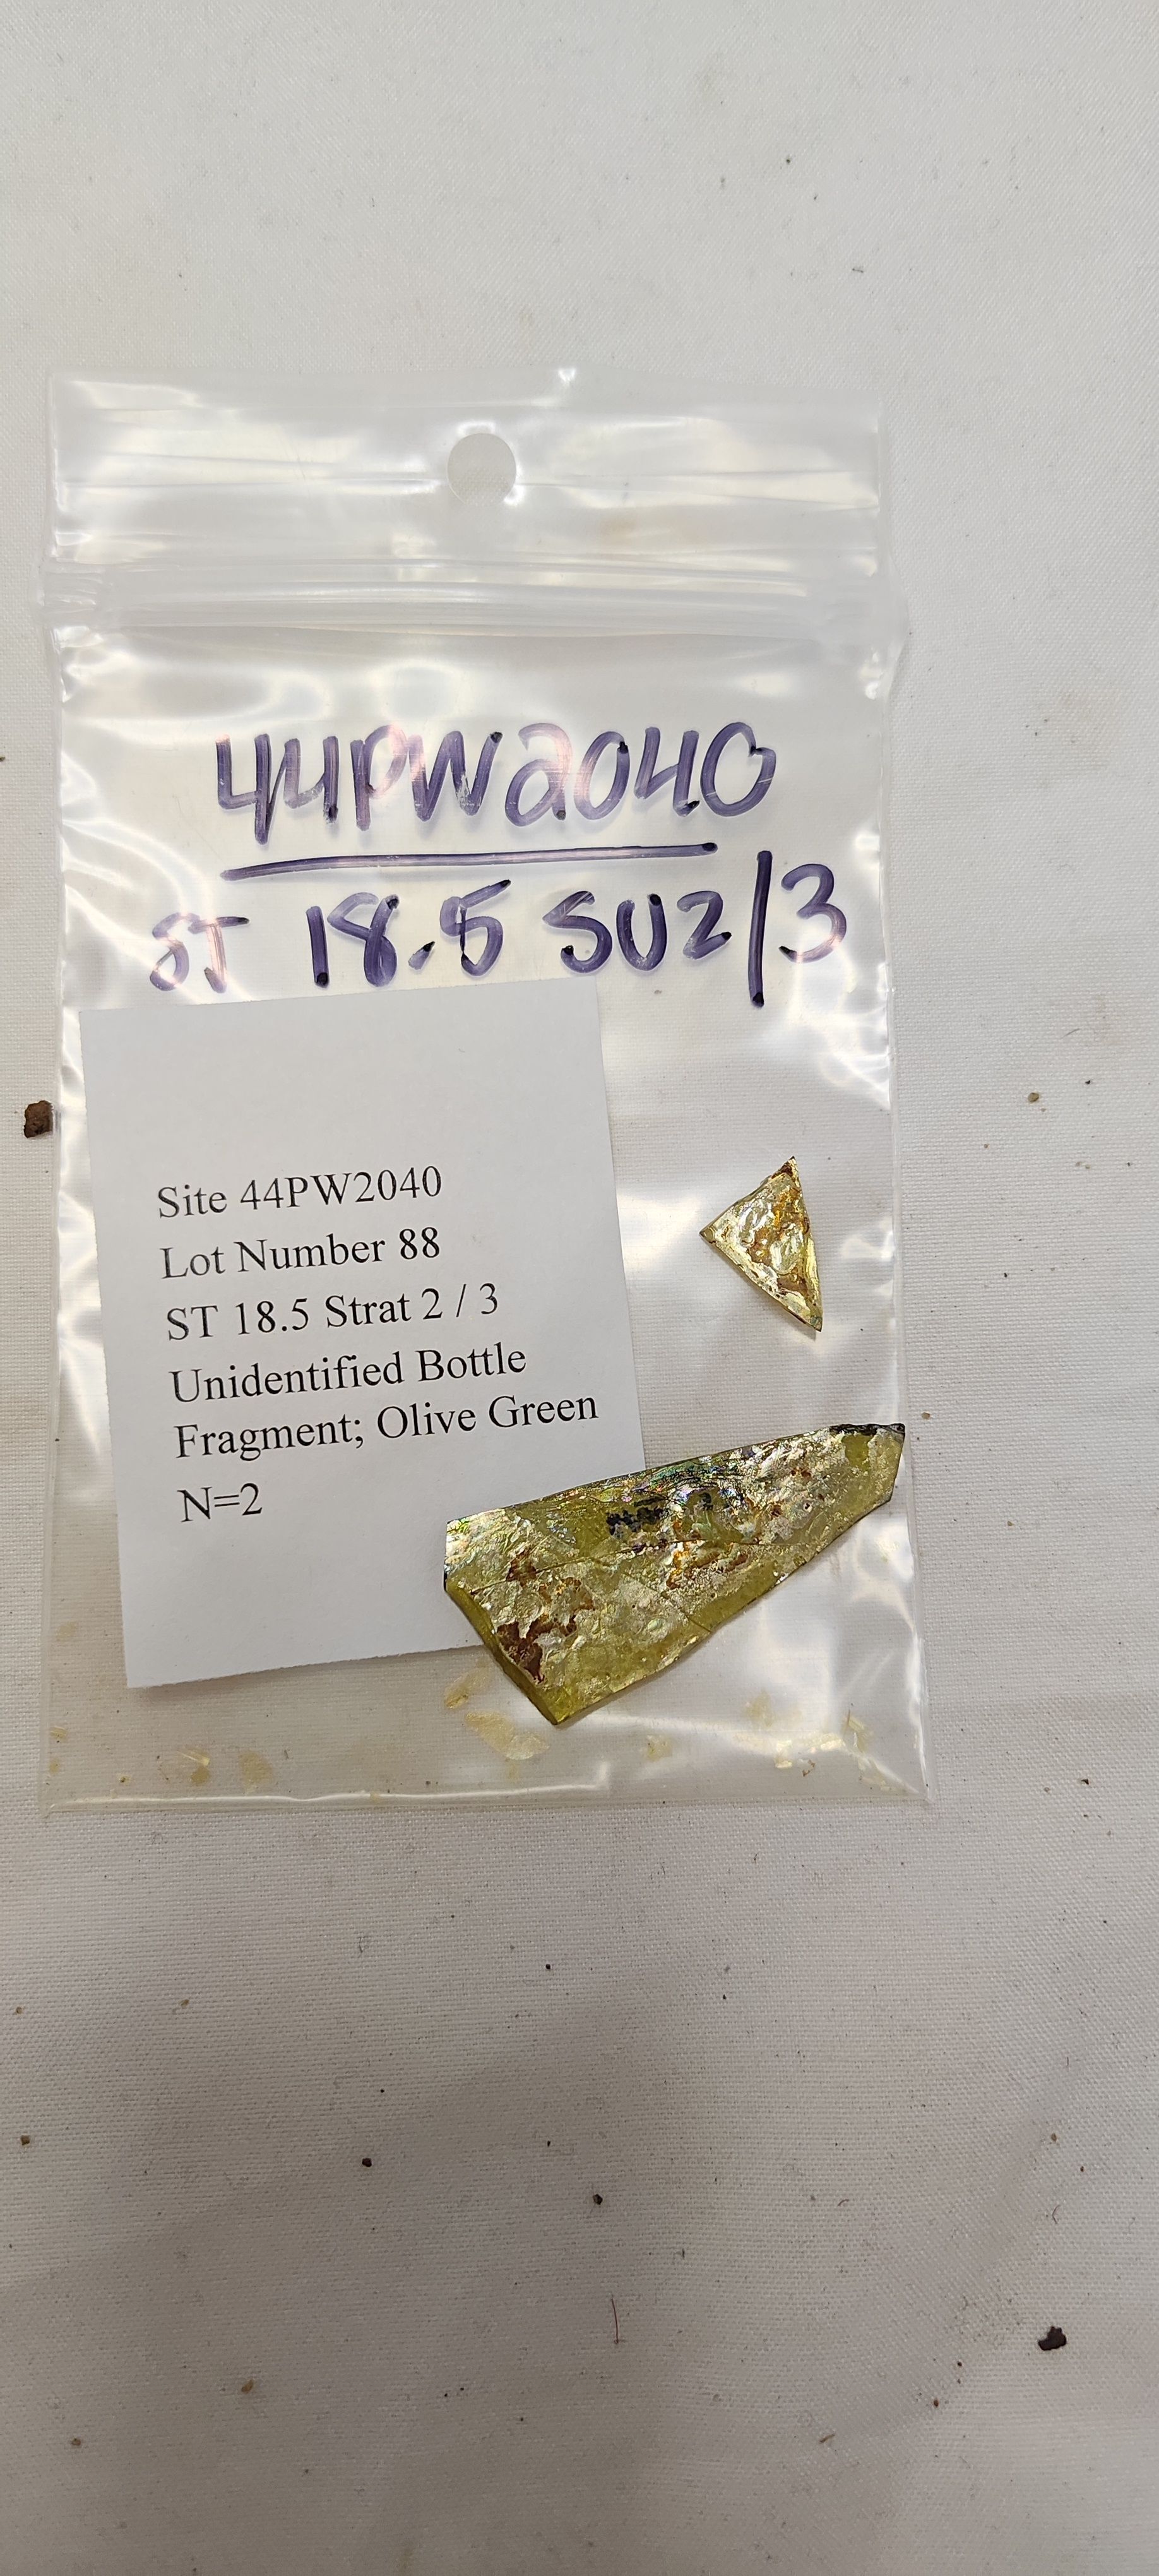 44PW2040
ST 18.5 SU2/3
Site 44PW2040
Lot Number 88
ST 18.5 Strat 2 / 3
Unidentified Bottle
Fragment; Olive Green
N=2